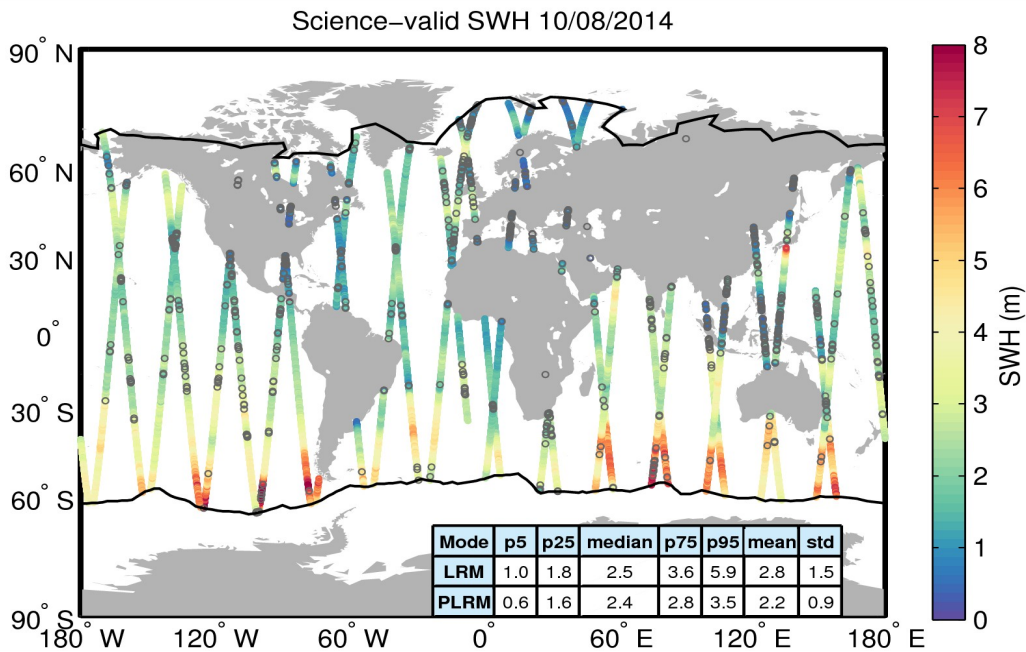 Science−valid SWH 10/08/2014
90° N
60° N
30° N
0°
30° S
60° S
90° S
180° W
120° W
60° W
0°
60° E
120° E
180° E
Mode p5 p25 median p75 p95 mean std
LRM 1.0 1.8 2.5 3.6 5.9 2.8 1.5
PLRM 0.6 1.6 2.4 2.8 3.5 2.2 0.9
8
7
6
5
4
3
2
1
0
SWH (m)